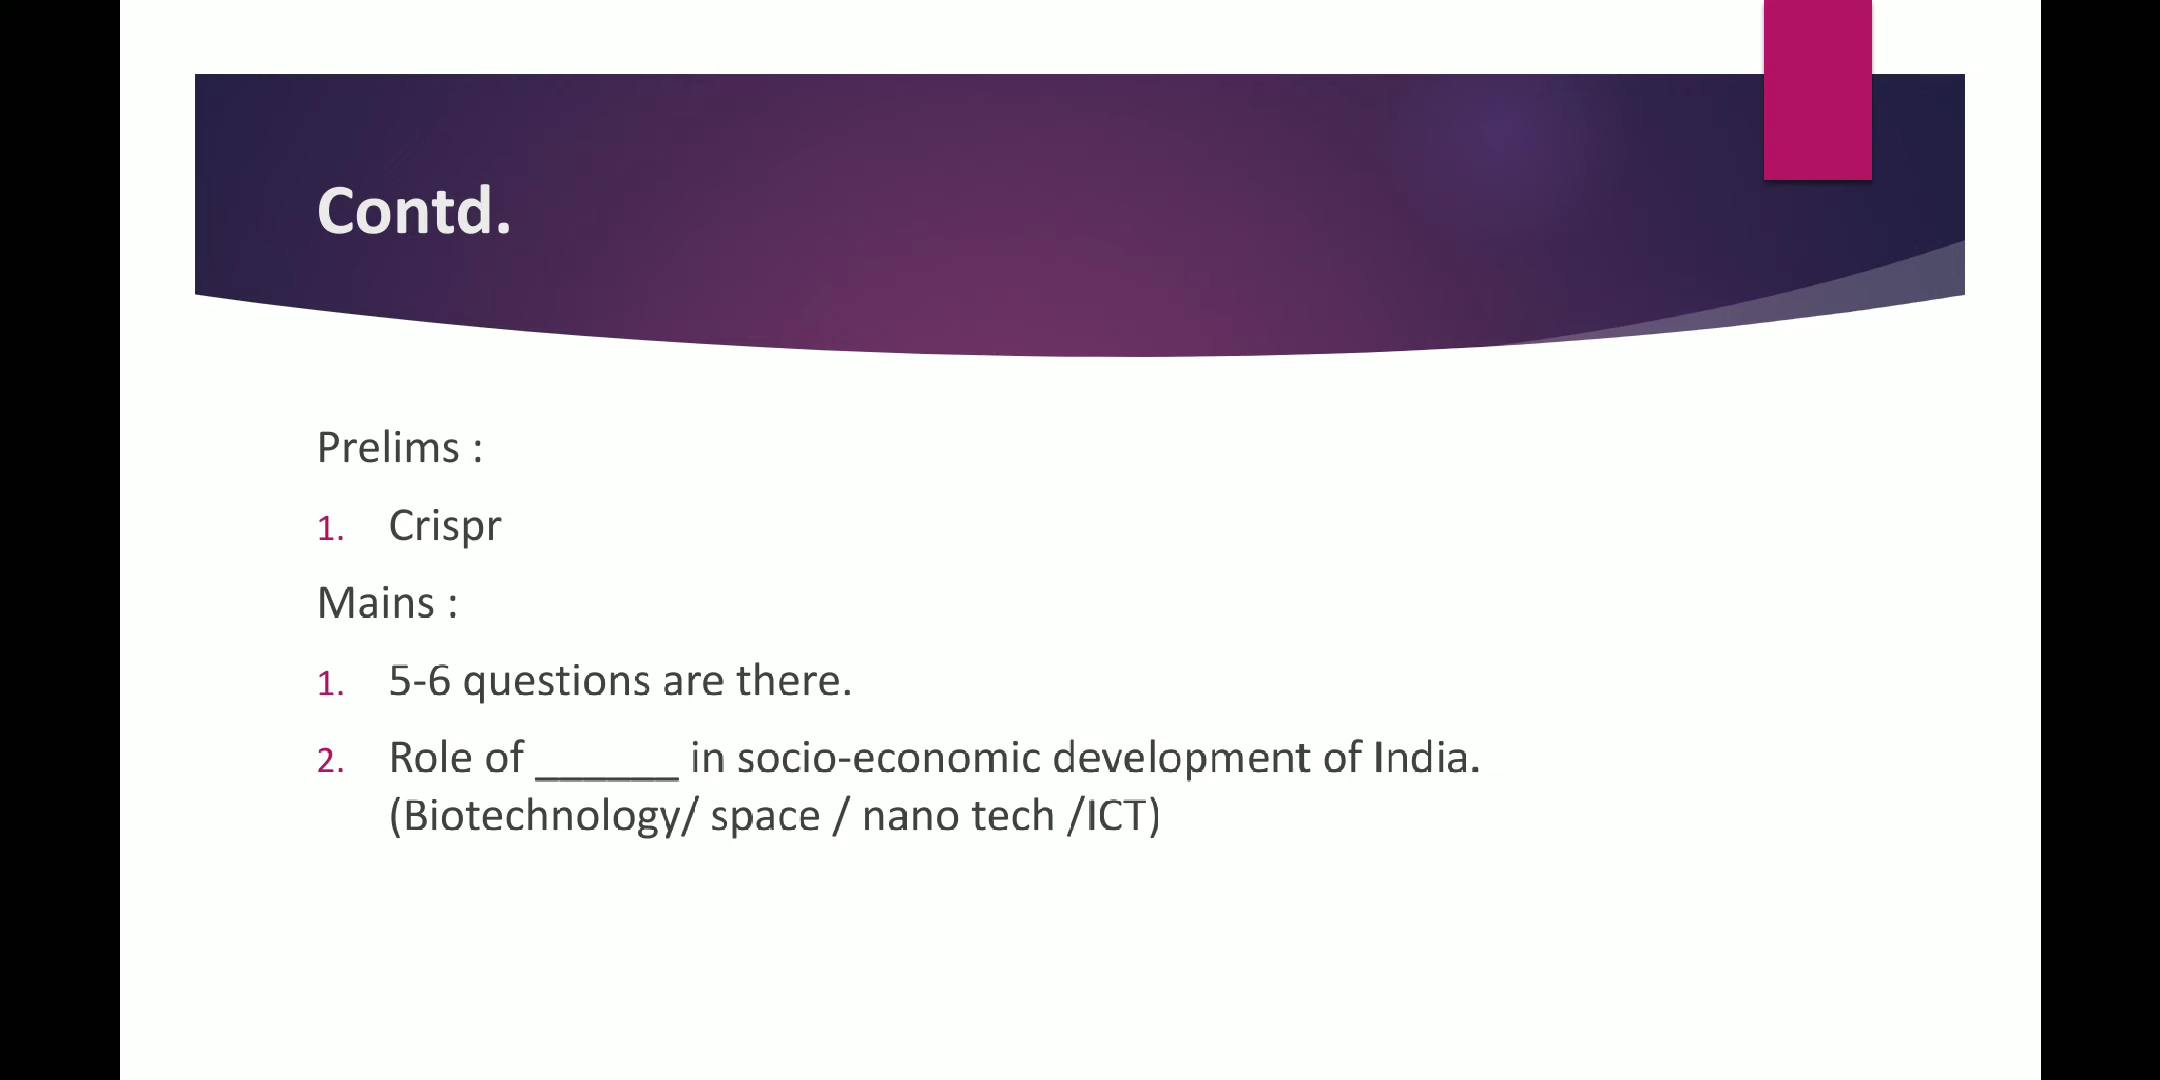 Contd.
Prelims :
1. Crispr
Mains :
1. 5-6 questions are there.
2. Role of ______ in socio-economic development of India.
(Biotechnology/ space / nano tech /ICT)